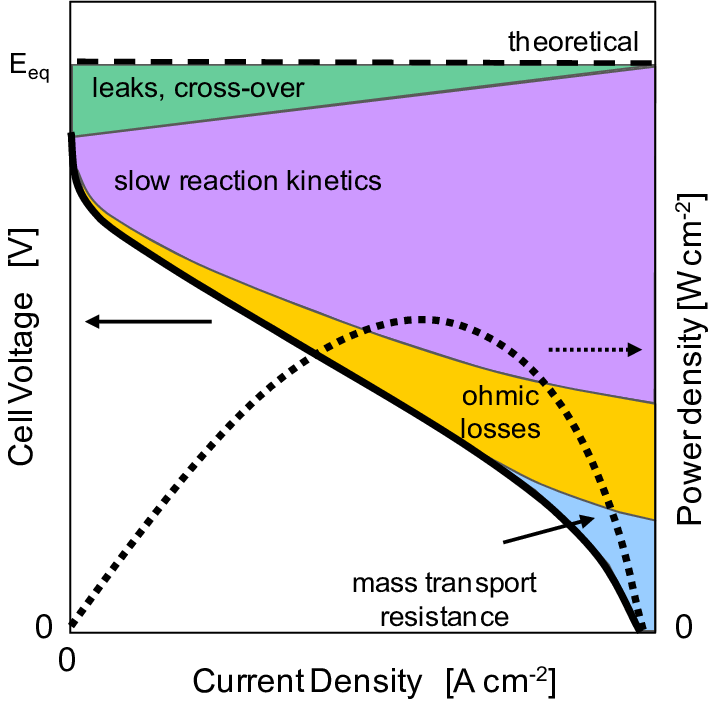 theoretical
Eeq
leaks, cross-over
slow reaction kinetics
Cell Voltage [V]
Power density [W cm-2]
ohmic
losses
mass transport
resistance
0
0
0
Current Density [A cm-2]